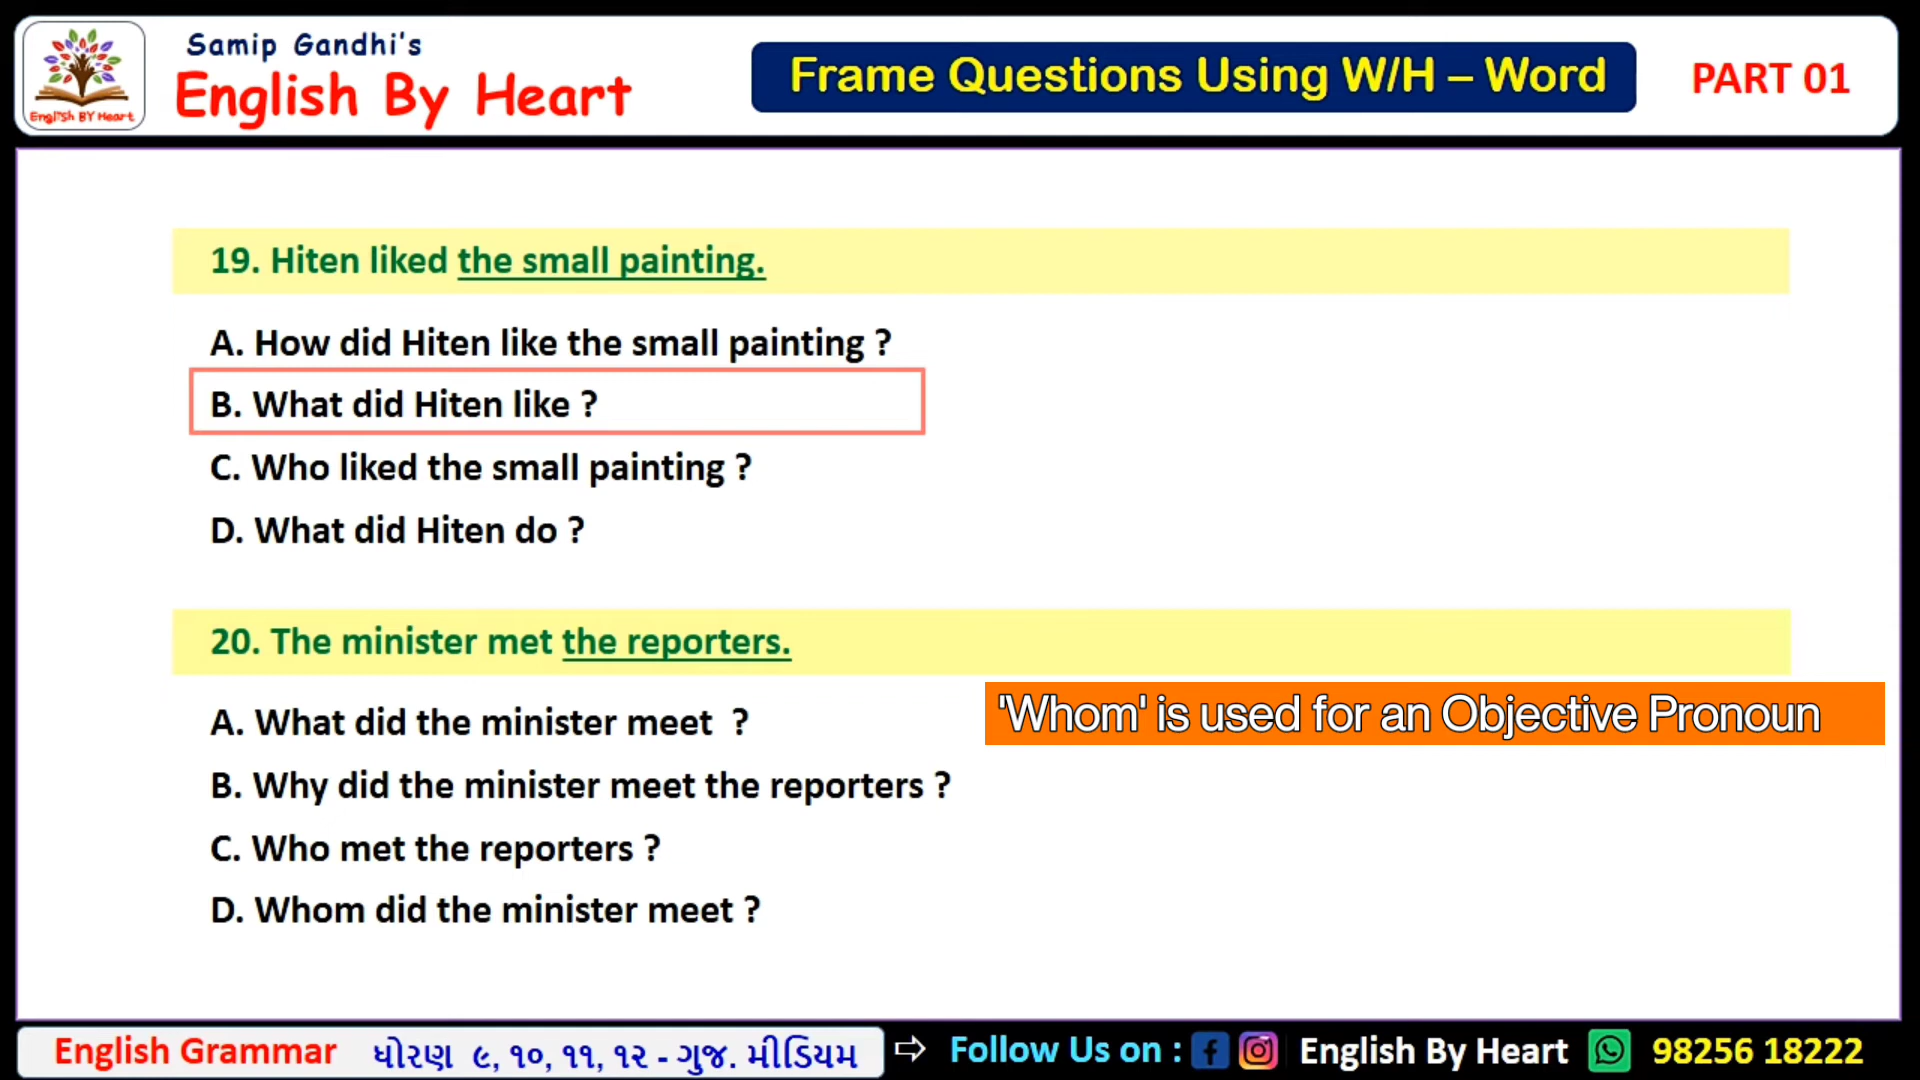 Samip Gandhi's
English By Heart
English BY Heart
Frame Questions Using W/H – Word
PART 01
19. Hiten liked the small painting.
A. How did Hiten like the small painting ?
B. What did Hiten like ?
C. Who liked the small painting ?
D. What did Hiten do ?
20. The minister met the reporters.
'Whom' is used for an Objective Pronoun
A. What did the minister meet ?
B. Why did the minister meet the reporters ?
C. Who met the reporters ?
D. Whom did the minister meet ?
English Grammar ધોરણ ૯, ૧૦, ૧૧, ૧૨ - ગુજ. મીડિયમ ⇨ Follow Us on : English By Heart 98256 18222